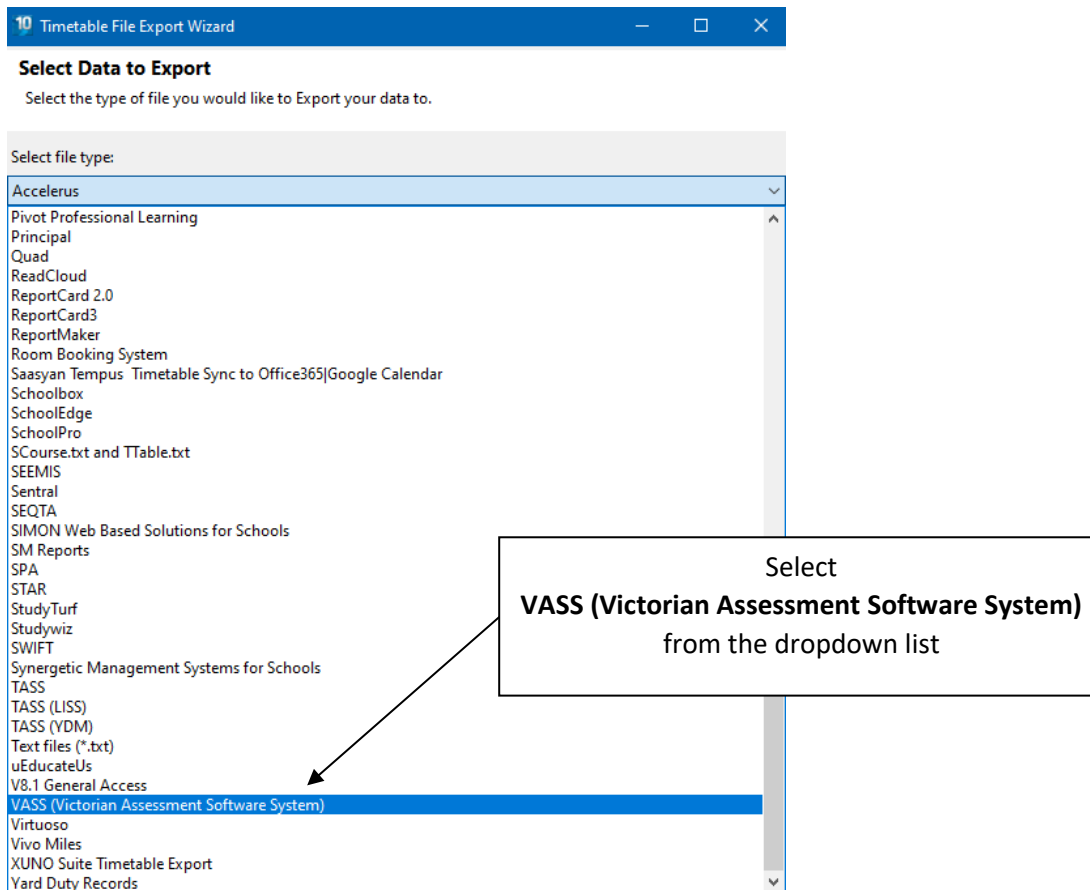 10 Timetable File Export Wizard
Select Data to Export
Select the type of file you would like to Export your data to.
Select file type:
Accelerus
Pivot Professional Learning
Principal
Quad
ReadCloud
ReportCard 2.0
ReportCard3
ReportMaker
Room Booking System
Saasyan Tempus  Timetable Sync to Office365|Google Calendar
Schoolbox
SchoolEdge
SchoolPro
SCourse.txt and TTable.txt
SEEMIS
Sentral
SEQTA
SIMON Web Based Solutions for Schools
SM Reports
SPA
STAR
StudyTurf
Studywiz
SWIFT
Synergetic Management Systems for Schools
TASS
TASS (LISS)
TASS (YDM)
Text files (*.txt)
uEducateUs
V8.1 General Access
VASS (Victorian Assessment Software System)
Virtuoso
Vivo Miles
XUNO Suite Timetable Export
Yard Duty Records
Select
VASS (Victorian Assessment Software System)
from the dropdown list